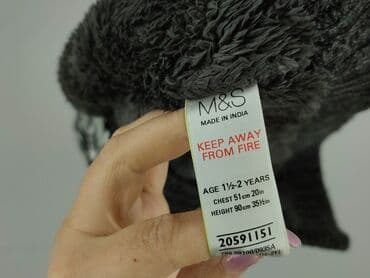 M&S
MADE IN INDIA
KEEP AWAY
FROM FIRE
AGE 1½-2 YEARS
CHEST 51cm 20in
HEIGHT 90cm 35½in
20591151